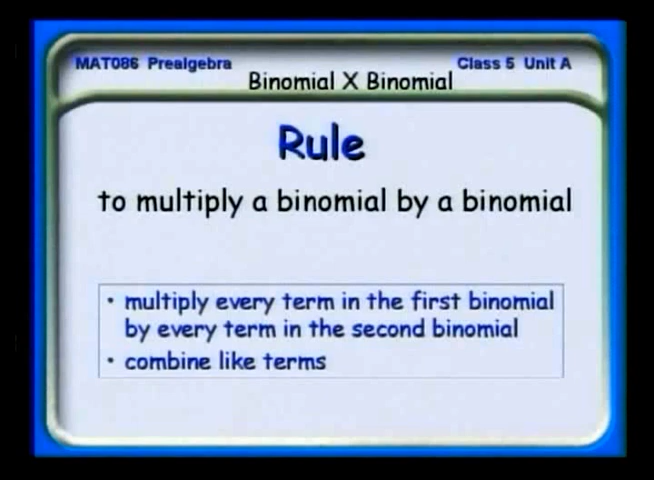 MAT086 Prealgebra
Class 5 Unit A
Binomial X Binomial
Rule
to multiply a binomial by a binomial
• multiply every term in the first binomial
by every term in the second binomial
• combine like terms